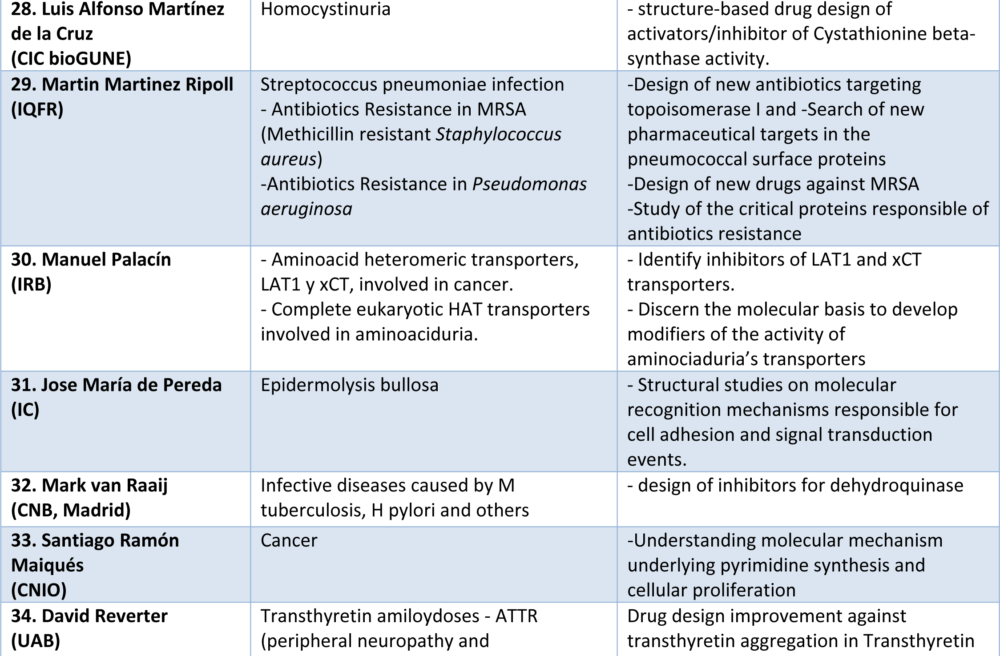 28. Luis Alfonso Martínez
de la Cruz
(CIC bioGUNE)
Homocystinuria
- structure-based drug design of
activators/inhibitor of Cystathionine beta-
synthase activity.
29. Martin Martinez Ripoll
(IQFR)
Streptococcus pneumoniae infection
- Antibiotics Resistance in MRSA
(Methicillin resistant Staphylococcus
aureus)
-Antibiotics Resistance in Pseudomonas
aeruginosa
-Design of new antibiotics targeting
topoisomerase I and -Search of new
pharmaceutical targets in the
pneumococcal surface proteins
-Design of new drugs against MRSA
-Study of the critical proteins responsible of
antibiotics resistance
30. Manuel Palacín
(IRB)
- Aminoacid heteromeric transporters,
LAT1 y xCT, involved in cancer.
- Complete eukaryotic HAT transporters
involved in aminoaciduria.
- Identify inhibitors of LAT1 and xCT
transporters.
- Discern the molecular basis to develop
modifiers of the activity of
aminociaduria’s transporters
31. Jose María de Pereda
(IC)
Epidermolysis bullosa
- Structural studies on molecular
recognition mechanisms responsible for
cell adhesion and signal transduction
events.
32. Mark van Raaij
(CNB, Madrid)
Infective diseases caused by M
tuberculosis, H pylori and others
- design of inhibitors for dehydroquinase
33. Santiago Ramón
Maiqués
(CNIO)
Cancer
-Understanding molecular mechanism
underlying pyrimidine synthesis and
cellular proliferation
34. David Reverter
(UAB)
Transthyretin amiloydoses - ATTR
(peripheral neuropathy and
Drug design improvement against
transthyretin aggregation in Transthyretin